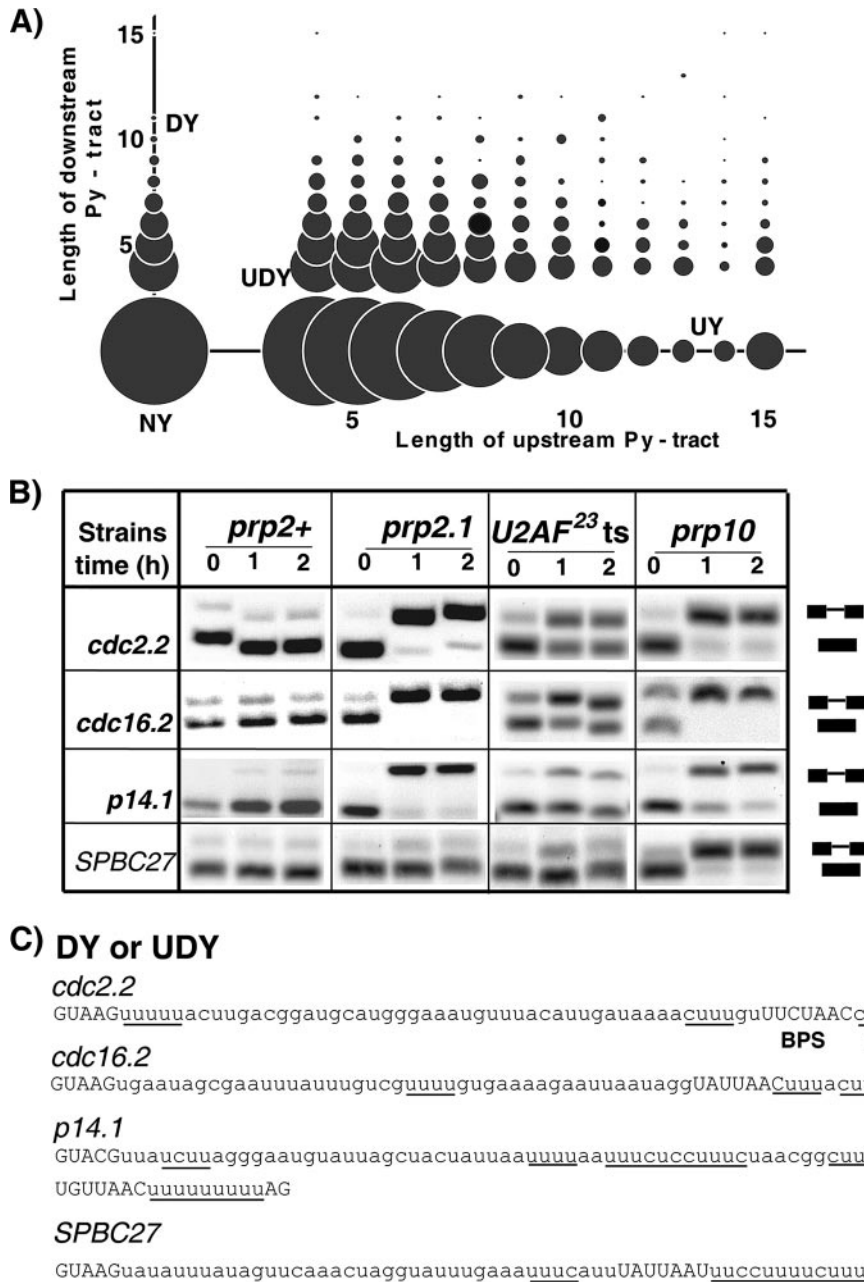 A)
15
DY
10
5
Length of downstream
Py - tract
UDY
UY
NY
5
10
15
Length of upstream Py - tract
B)
Strains
time (h)
prp2+
0 1 2
prp2.1
0 1 2
U2AF23 ts
0 1 2
prp10
0 1 2
cdc2.2
cdc16.2
p14.1
SPBC27
C) DY or UDY
cdc2.2
GUAAGuuuuuacuugacggaugcaugggaaauguuuacauugauaaaacuuuguUUCUAACc
BPS
cdc16.2
GUAAGugaauagcgaauuuauuugucguuuugugaaaagaauuaauaggUAUUAACuuuacu
p14.1
GUACGuuaucuuagggaauguauuagcuacuauuaauuuuaauuucuccuuucuaacggcuu
UGUUAACuuuuuuuuuAG
SPBC27
GUAAGuauauuuauaguucaaacuagguauuugaaauuucauuUAUUAAUuuccuuuucuuu